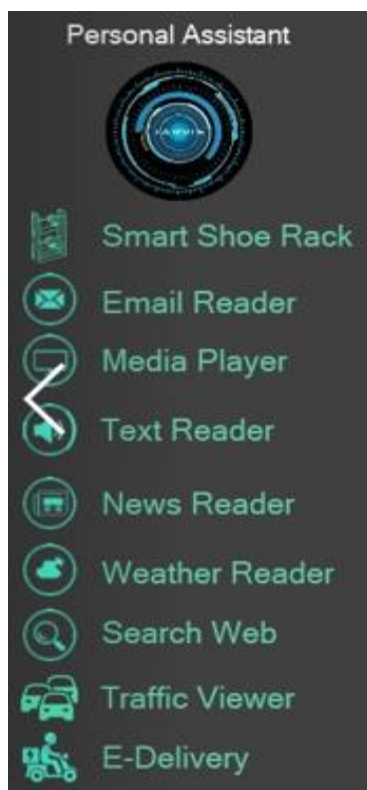 Personal Assistant
JARVIS
Smart Shoe Rack
Email Reader
Media Player
Text Reader
News Reader
Weather Reader
Search Web
Traffic Viewer
E-Delivery